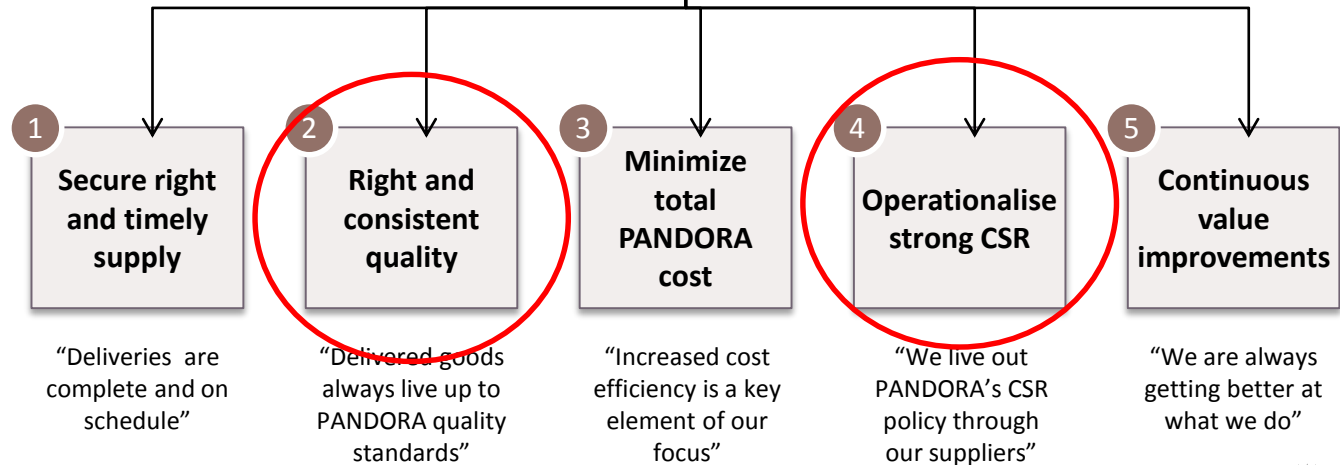 1
Secure right
and timely
supply
“Deliveries are
complete and on
schedule”
2
Right and
consistent
quality
“Delivered goods
always live up to
PANDORA quality
standards”
3
Minimize
total
PANDORA
cost
“Increased cost
efficiency is a key
element of our
focus”
4
Operationalise
strong CSR
“We live out
PANDORA’s CSR
policy through
our suppliers”
5
Continuous
value
improvements
“We are always
getting better at
what we do”